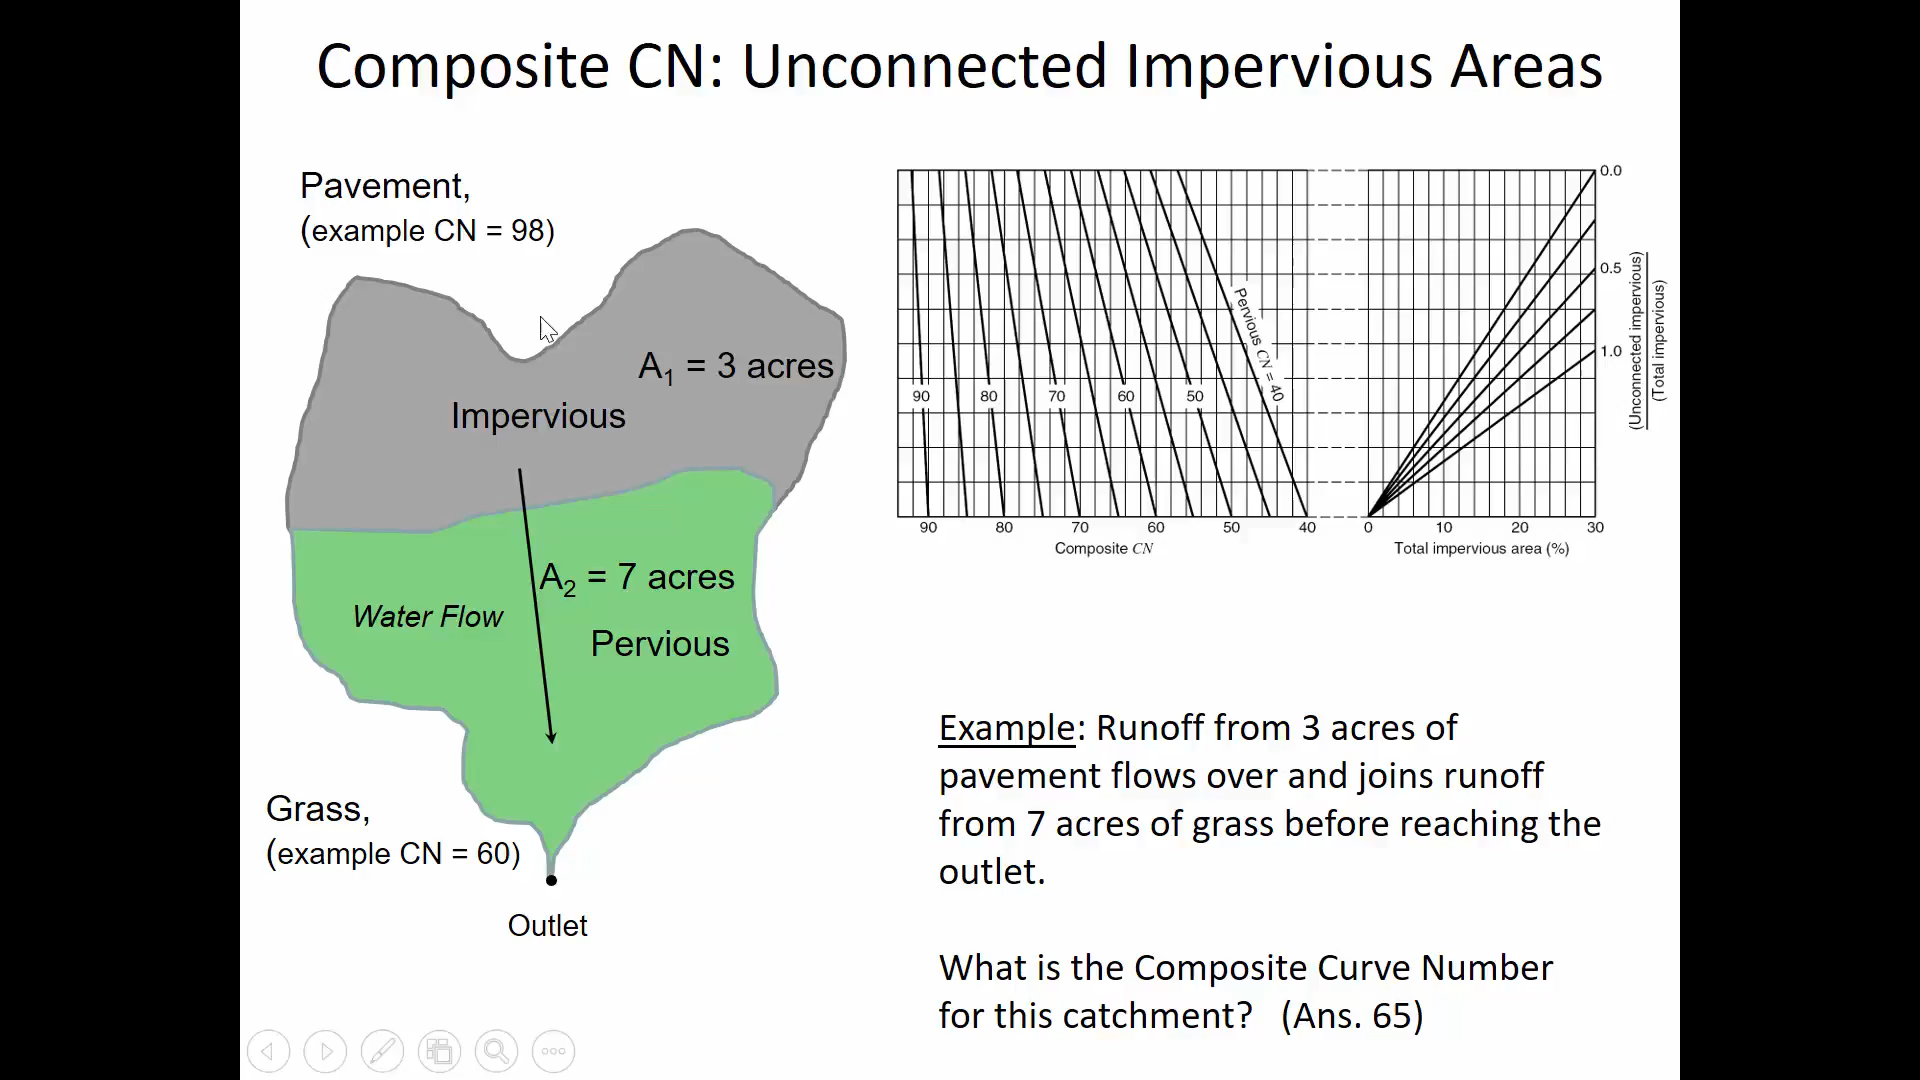 Composite CN: Unconnected Impervious Areas
Pavement,
(example CN = 98)
A1 = 3 acres
Impervious
A2 = 7 acres
Water Flow
Pervious
Grass,
(example CN = 60)
Outlet
Pervious CN = 40
90 80 70 60 50
90 80 70 60 50 40
Composite CN
0.0
0.5
1.0
(Unconnected impervious)
(Total impervious)
0 10 20 30
Total impervious area (%)
Example: Runoff from 3 acres of
pavement flows over and joins runoff
from 7 acres of grass before reaching the
outlet.
What is the Composite Curve Number
for this catchment? (Ans. 65)